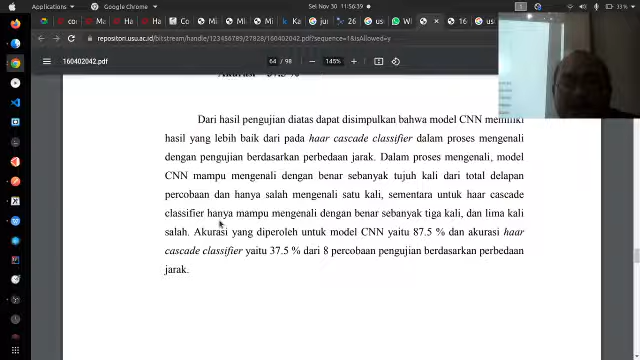 Applications
Places
Google Chrome
Sel Nov 30 11:56:39
33%
repositori.usu.ac.id/bitstream/handle/123456789/27828/160402042.pdf?sequence=1&isAllowed=y
160402042.pdf
64 / 98
145%
Dari hasil pengujian diatas dapat disimpulkan bahwa model CNN memiliki
hasil yang lebih baik dari pada haar cascade classifier dalam proses mengenali
dengan pengujian berdasarkan perbedaan jarak. Dalam proses mengenali, model
CNN mampu mengenali dengan benar sebanyak tujuh kali dari total delapan
percobaan dan hanya salah mengenali satu kali, sementara untuk haar cascade
classifier hanya mampu mengenali dengan benar sebanyak tiga kali, dan lima kali
salah. Akurasi yang diperoleh untuk model CNN yaitu 87.5 % dan akurasi haar
cascade classifier yaitu 37.5 % dari 8 percobaan pengujian berdasarkan perbedaan
jarak.